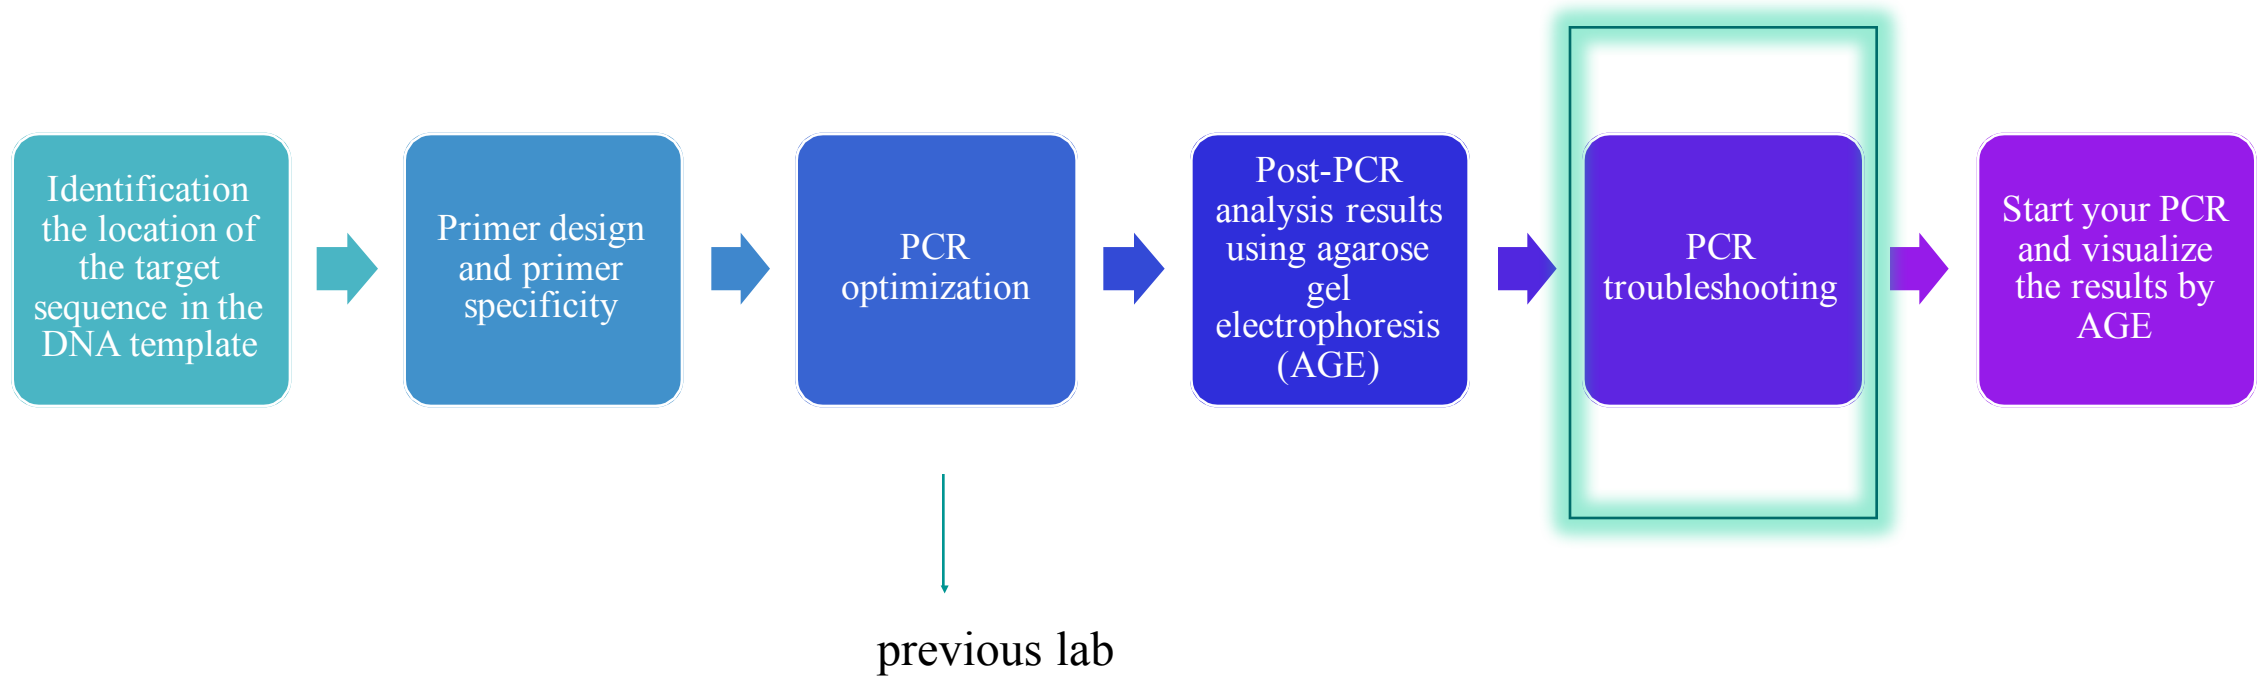 Identification
the location of
the target
sequence in the
DNA template
Primer design
and primer
specificity
PCR
optimization
Post-PCR
analysis results
using agarose
gel
electrophoresis
(AGE)
PCR
troubleshooting
Start your PCR
and visualize
the results by
AGE
previous lab